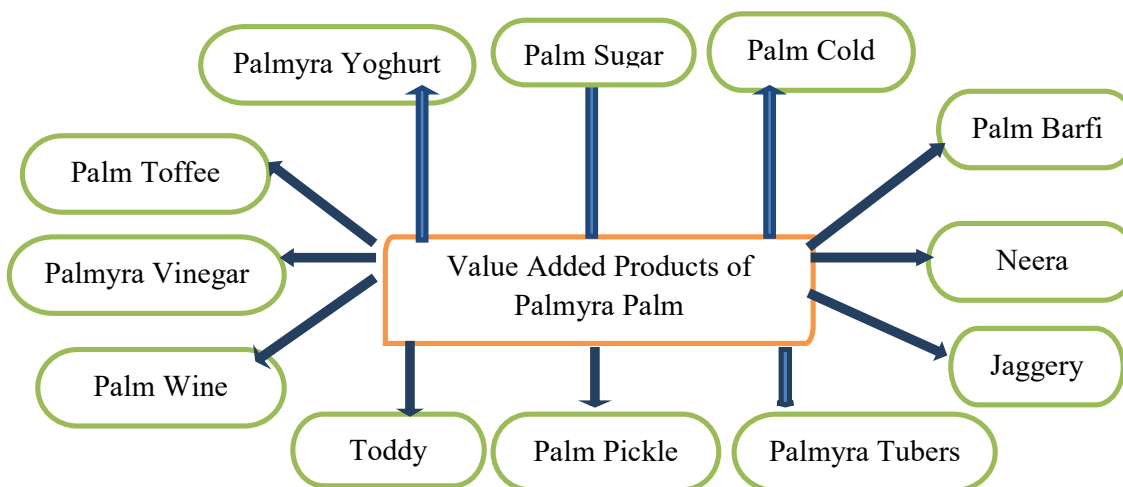 Palmyra Yoghurt
Palm Sugar
Palm Cold
Palm Barfi
Palm Toffee
Palmyra Vinegar
Value Added Products of
Palmyra Palm
Neera
Palm Wine
Jaggery
Toddy
Palm Pickle
Palmyra Tubers